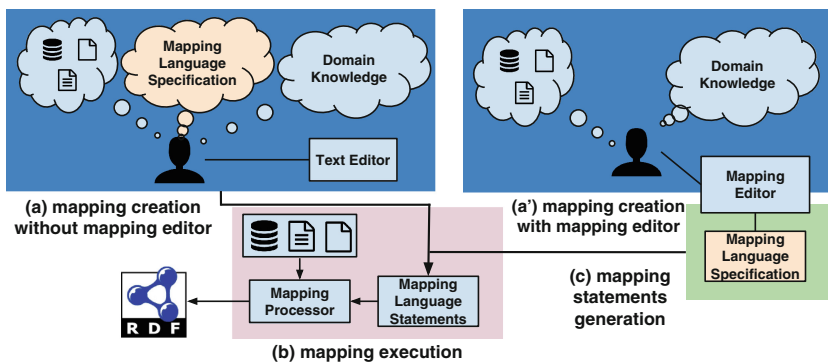 Mapping
Language
Specification
Domain
Knowledge
Text Editor
(a) mapping creation
without mapping editor
Domain
Knowledge
Mapping
Editor
(a') mapping creation
with mapping editor
Mapping
Language
Specification
(c) mapping
statements
generation
Mapping
Processor
Mapping
Language
Statements
RDF
(b) mapping execution